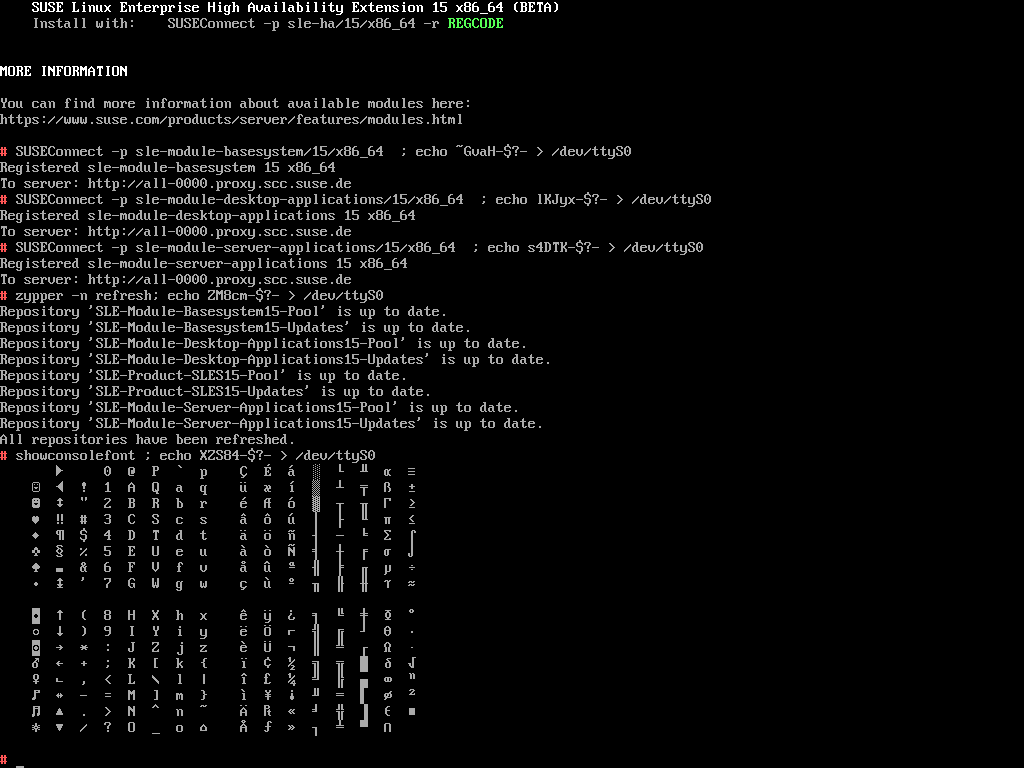 SUSE Linux Enterprise High Availability Extension 15 x86_64 (BETA)
Install with:    SUSEConnect -p sle-ha/15/x86_64 -r REGCODE
MORE INFORMATION
You can find more information about available modules here:
https://www.suse.com/products/server/features/modules.html
# SUSEConnect -p sle-module-basesystem/15/x86_64  ; echo ~GvaH-$?- > /dev/ttyS0
Registered sle-module-basesystem 15 x86_64
To server: http://all-0000.proxy.scc.suse.de
# SUSEConnect -p sle-module-desktop-applications/15/x86_64  ; echo lKJyx-$?- > /dev/ttyS0
Registered sle-module-desktop-applications 15 x86_64
To server: http://all-0000.proxy.scc.suse.de
# SUSEConnect -p sle-module-server-applications/15/x86_64  ; echo s4DTK-$?- > /dev/ttyS0
Registered sle-module-server-applications 15 x86_64
To server: http://all-0000.proxy.scc.suse.de
# zypper -n refresh; echo ZM8cm-$?- > /dev/ttyS0
Repository 'SLE-Module-Basesystem15-Pool' is up to date.
Repository 'SLE-Module-Basesystem15-Updates' is up to date.
Repository 'SLE-Module-Desktop-Applications15-Pool' is up to date.
Repository 'SLE-Module-Desktop-Applications15-Updates' is up to date.
Repository 'SLE-Product-SLES15-Pool' is up to date.
Repository 'SLE-Product-SLES15-Updates' is up to date.
Repository 'SLE-Module-Server-Applications15-Pool' is up to date.
Repository 'SLE-Module-Server-Applications15-Updates' is up to date.
All repositories have been refreshed.
# showconsolefont ; echo XZS84-$?- > /dev/ttyS0
► 0 @ P ` p Ç É á ░ └ ╨ α ≡
☺ ◄ ! 1 A Q a q ü æ í ▒ ┴ ╤ ß ±
☻ ↕ " 2 B R b r é Æ ó ▓ ┬ ╥ Γ ≥
♥ ‼ # 3 C S c s â ô ú │ ├ ╙ π ≤
♦ ¶ $ 4 D T d t ä ö ñ ┤ ─ ╘ Σ ⌠
♣ § % 5 E U e u à ò Ñ ╡ ┼ ╒ σ ⌡
♠ ▬ & 6 F V f v å û ª ╢ ╞ ╓ µ ÷
• ↨ ' 7 G W g w ç ù º ╖ ╟ ╫ τ ≈
◘ ↑ ( 8 H X h x ê ÿ ¿ ╕ ╚ ╪ Φ °
○ ↓ ) 9 I Y i y ë Ö ⌐ ╣ ╔ ┘ Θ ∙
◙ → * : J Z j z è Ü ¬ ║ ╩ ┌ Ω ·
♂ ← + ; K [ k { ï ¢ ½ ╗ ╦ █ δ √
♀ ∟ , < L \ l | î £ ¼ ╝ ╠ ▄ ∞ ⁿ
♪ ↔ - = M ] m } ì ¥ ¡ ╜ ═ ▌ ø ²
♫ ▲ . > N ^ n ~ Ä ₧ « ╛ ╬ ▐ ∈ ■
☼ ▼ / ? O _ o ⌂ Å ƒ » ┐ ╧ ▀ ∩
#